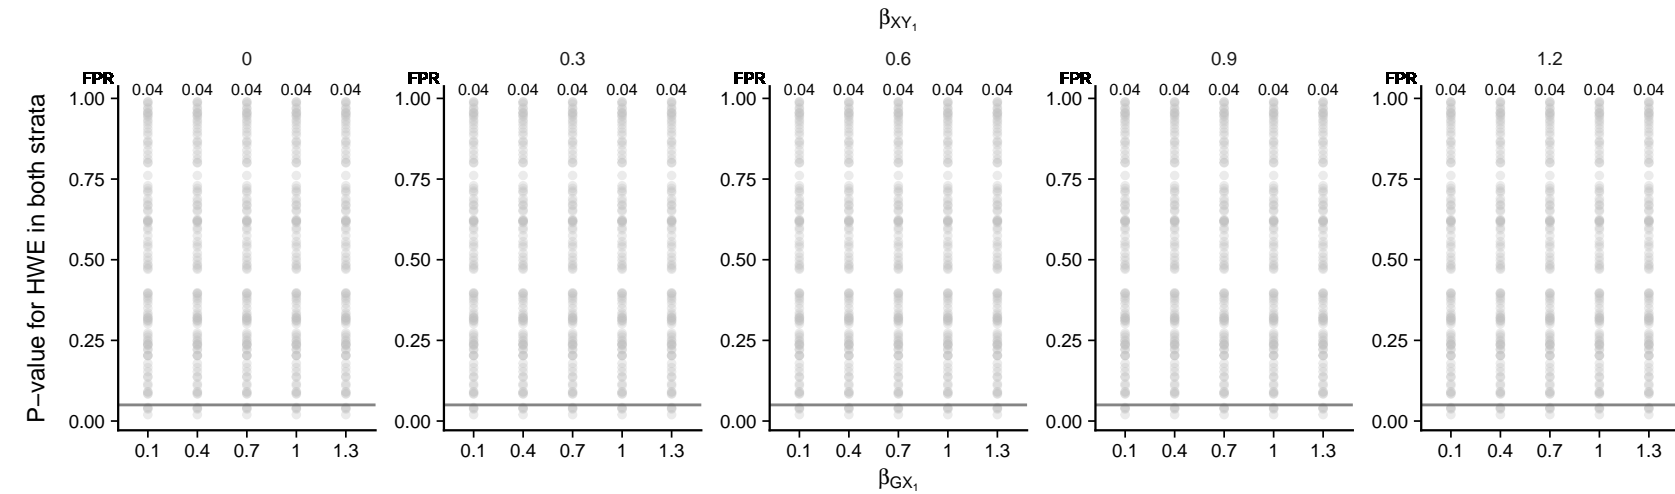 βXY₁
0 0.3 0.6 0.9 1.2
FPR FPR FPR FPR FPR
0.04 0.04 0.04 0.04 0.04 0.04 0.04 0.04 0.04 0.04 0.04 0.04 0.04 0.04 0.04 0.04 0.04 0.04 0.04 0.04 0.04 0.04 0.04 0.04 0.04
1.00 1.00 1.00 1.00 1.00
0.75 0.75 0.75 0.75 0.75
P−value for HWE in both strata
0.50 0.50 0.50 0.50 0.50
0.25 0.25 0.25 0.25 0.25
0.00 0.00 0.00 0.00 0.00
0.1 0.4 0.7 1 1.3 0.1 0.4 0.7 1 1.3 0.1 0.4 0.7 1 1.3 0.1 0.4 0.7 1 1.3 0.1 0.4 0.7 1 1.3
βGX₁